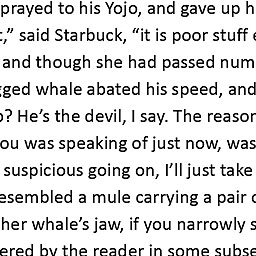 prayed to his Yojo, and gave up h
,” said Starbuck, “it is poor stuff e
and though she had passed num
gged whale abated his speed, and
? He’s the devil, I say. The reason
ou was speaking of just now, was
suspicious going on, I’ll just take
esembled a mule carrying a pair o
her whale’s jaw, if you narrowly s
ered by the reader in some subse